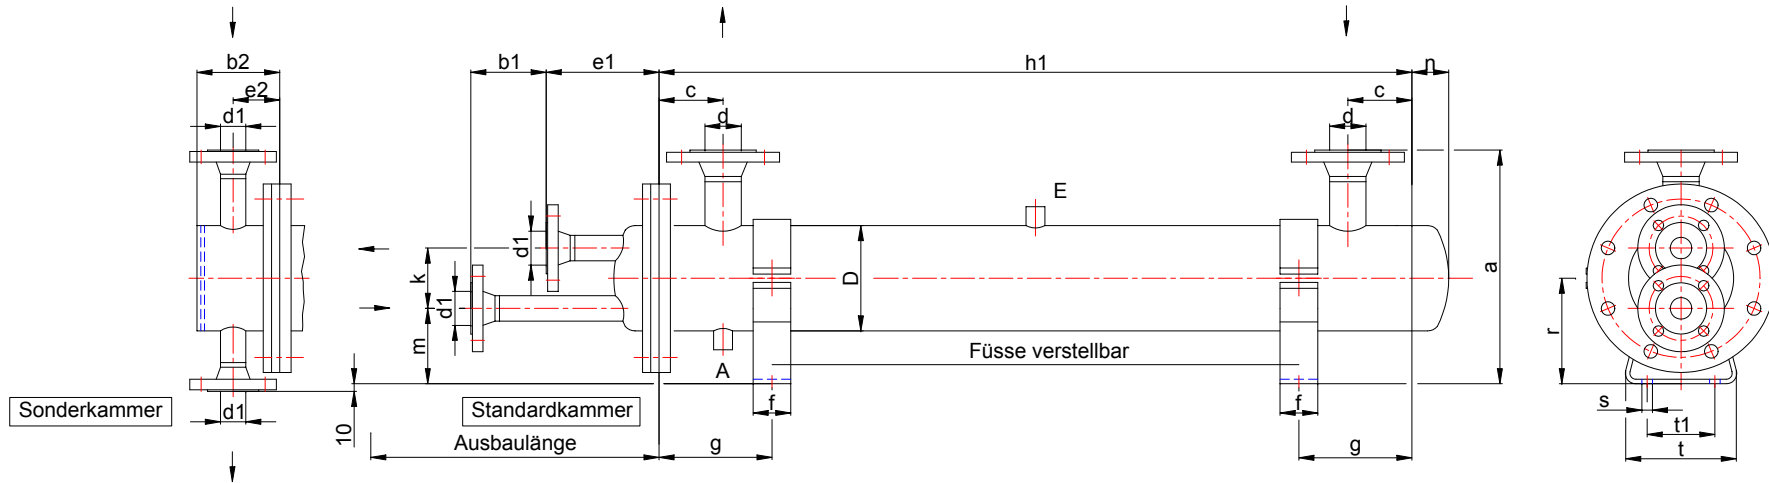 b2
e2
d1
Sonderkammer
d1
10
b1
e1
h1
n
c
c
d
d
E
d1
k
d1
m
D
a
A
Füsse verstellbar
Standardkammer
f
f
Ausbaulänge
g
g
r
s
t1
t